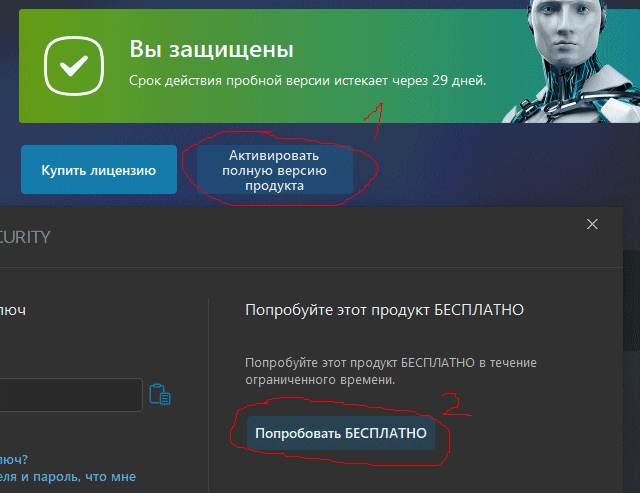 Вы защищены
Срок действия пробной версии истекает через 29 дней.
1
Купить лицензию
Активировать
полную версию
продукта
CURITY
люч
Попробуйте этот продукт БЕСПЛАТНО
Попробуйте этот продукт БЕСПЛАТНО в течение
ограниченного времени.
2
Попробовать БЕСПЛАТНО
люч?
еля и пароль, что мне